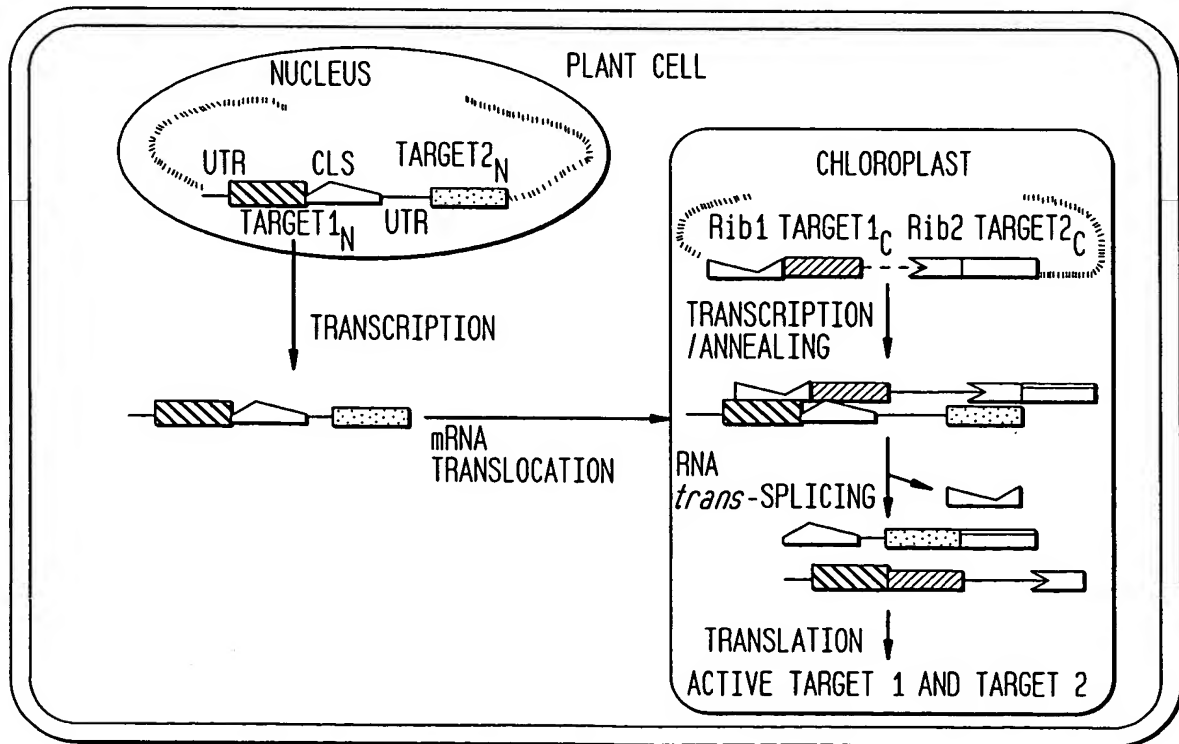 PLANT CELL
NUCLEUS
UTR CLS TARGET2N
TARGET1N UTR
TRANSCRIPTION
mRNA
TRANSLOCATION
CHLOROPLAST
Rib1 TARGET1C Rib2 TARGET2C
TRANSCRIPTION
/ANNEALING
RNA
trans-SPLICING
TRANSLATION
ACTIVE TARGET 1 AND TARGET 2